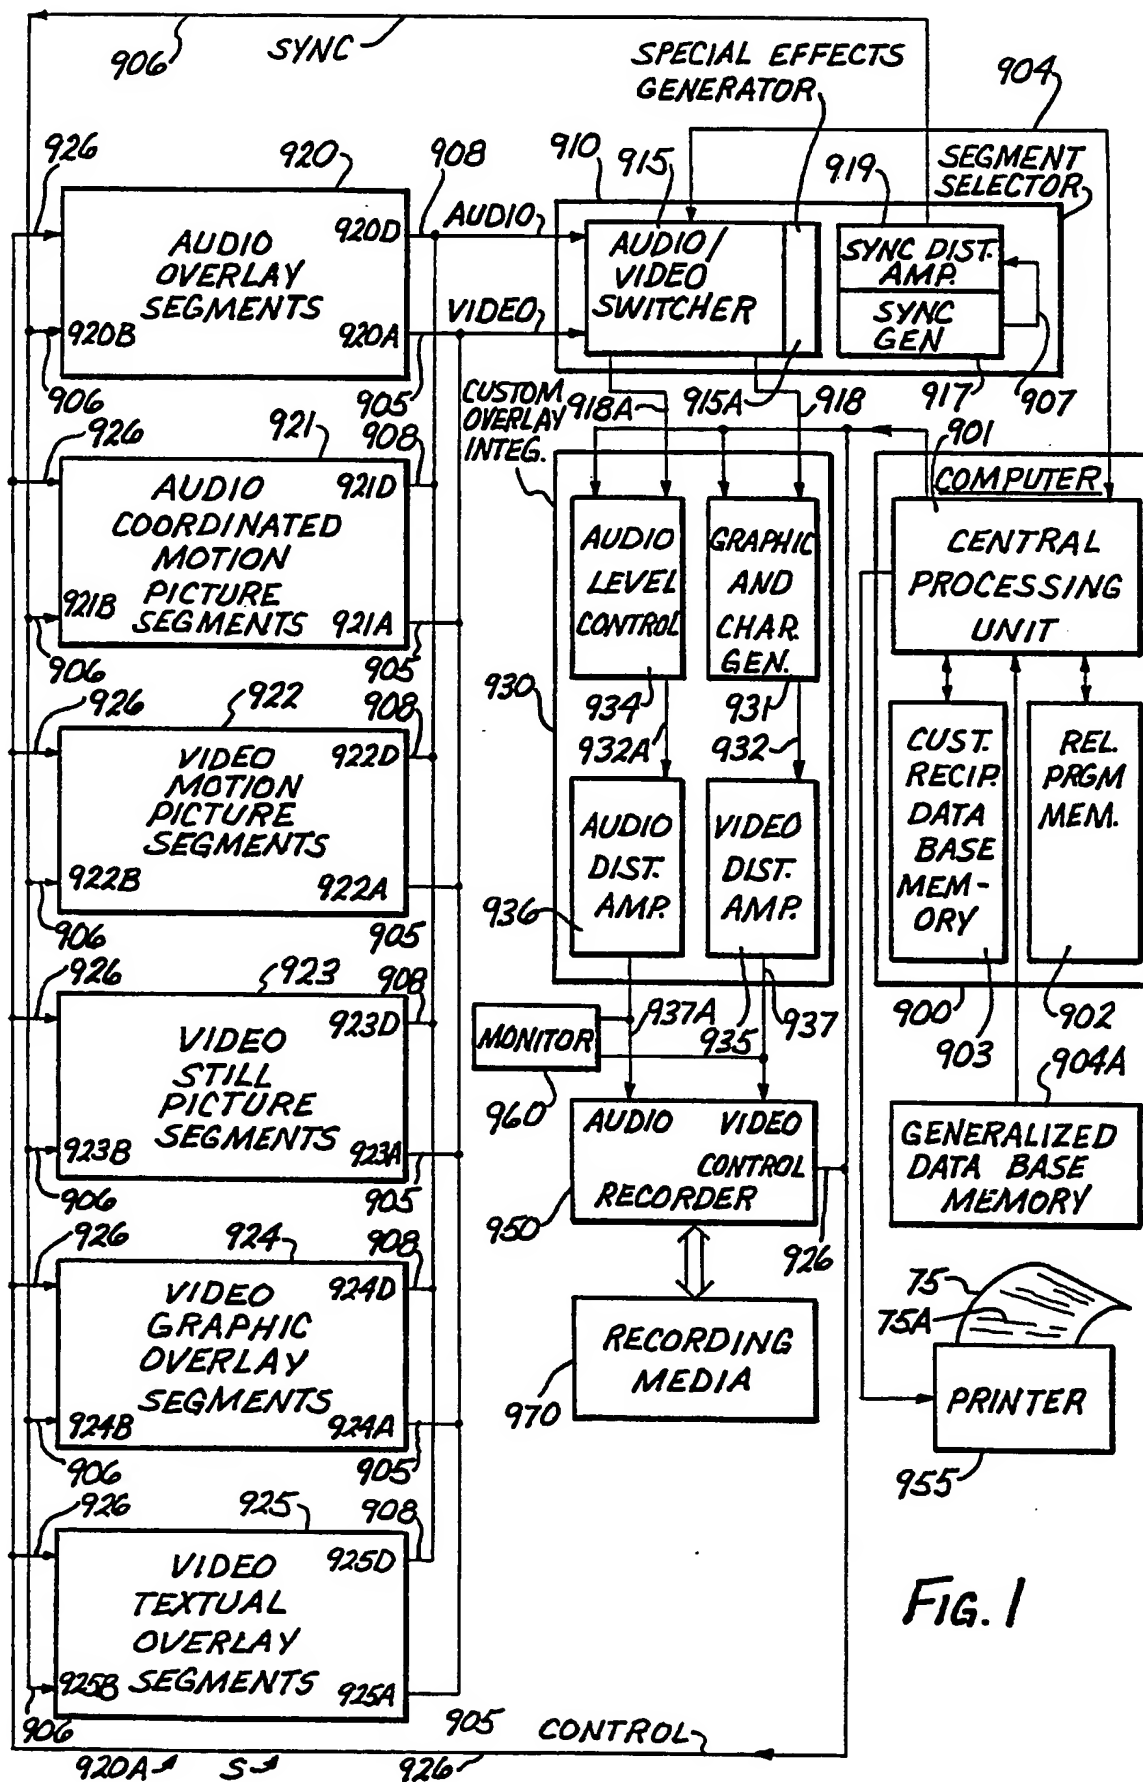 906
SYNC
SPECIAL EFFECTS
GENERATOR
904
926
920
908
910
915
919
SEGMENT
SELECTOR
AUDIO
OVERLAY
SEGMENTS
920D
920B
920A
AUDIO
VIDEO
AUDIO/
VIDEO
SWITCHER
SYNC DIST.
AMP.
SYNC
GEN
906
905
CUSTOM
OVERLAY
INTEG.
918A
915A
918
917
907
926
921
908
901
AUDIO
COORDINATED
MOTION
PICTURE
SEGMENTS
921D
921B
921A
906
905
COMPUTER
CENTRAL
PROCESSING
UNIT
AUDIO
LEVEL
CONTROL
GRAPHIC
AND
CHAR.
GEN.
930
934
931
932A
932
926
922
908
VIDEO
MOTION
PICTURE
SEGMENTS
922D
922B
922A
906
905
CUST.
RECIP.
DATA
BASE
MEM-
ORY
REL.
PRGM
MEM.
AUDIO
DIST.
AMP.
VIDEO
DIST.
AMP.
936
926
923
908
VIDEO
STILL
PICTURE
SEGMENTS
923D
923B
923A
906
905
MONITOR
937A
935
937
900
903
902
904A
960
AUDIO
VIDEO
CONTROL
RECORDER
950
926
GENERALIZED
DATA BASE
MEMORY
926
924
908
VIDEO
GRAPHIC
OVERLAY
SEGMENTS
924D
924B
924A
906
905
RECORDING
MEDIA
970
75
75A
PRINTER
955
926
925
908
VIDEO
TEXTUAL
OVERLAY
SEGMENTS
925D
925B
925A
906
905
CONTROL
920A
S
926
FIG. 1